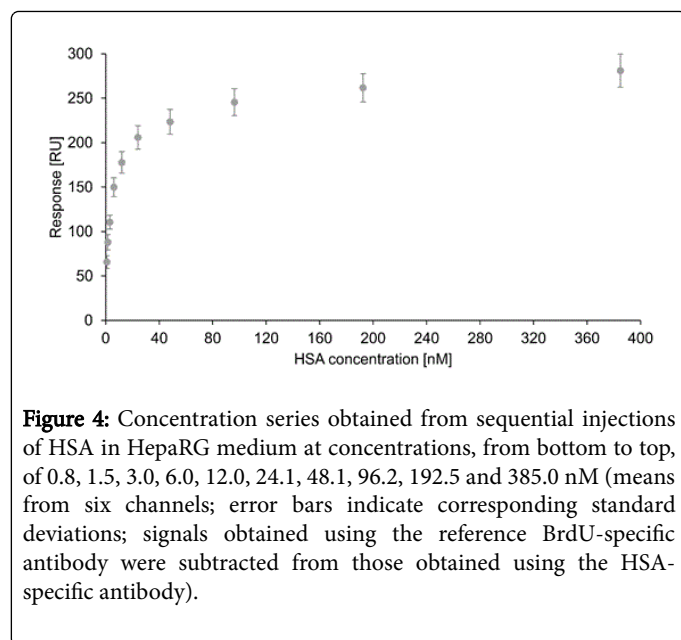 300
250
200
150
100
50
0
Response [RU]
0 40 80 120 160 200 240 280 320 360 400
HSA concentration [nM]
Figure 4: Concentration series obtained from sequential injections
of HSA in HepaRG medium at concentrations, from bottom to top,
of 0.8, 1.5, 3.0, 6.0, 12.0, 24.1, 48.1, 96.2, 192.5 and 385.0 nM (means
from six channels; error bars indicate corresponding standard
deviations; signals obtained using the reference BrdU-specific
antibody were subtracted from those obtained using the HSA-
specific antibody).